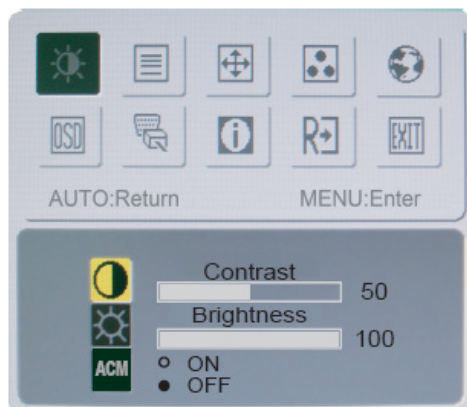 OSD
i
R
EXIT
AUTO:Return MENU:Enter
Contrast
50
Brightness
100
ACM
ON
OFF